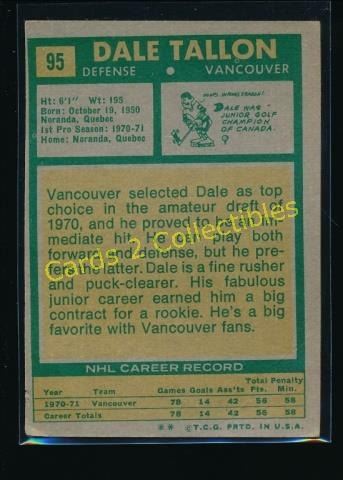 95
DALE TALLON
DEFENSE • VANCOUVER
Ht: 6'1" Wt: 195
Born: October 19, 1950
Noranda, Quebec
1st Pro Season: 1970-71
Home: Noranda, Quebec
DALE WAS
JUNIOR GOLF
CHAMPION
OF CANADA.
Vancouver selected Dale as top
choice in the amateur draft of
1970, and he proved to be an im-
mediate hit. He can play both
forward and defense, but he pre-
fers the latter. Dale is a fine rusher
and puck-clearer. His fabulous
junior career earned him a big
contract for a rookie. He's a big
favorite with Vancouver fans.
Cards 2 Collectibles
NHL CAREER RECORD
Total Penalty
Year Team Games Goals Ass'ts Pts. Min.
1970-71 Vancouver 78 14 42 56 58
Career Totals 78 14 42 56 58
** ©T.C.G. PRTD. IN U.S.A.